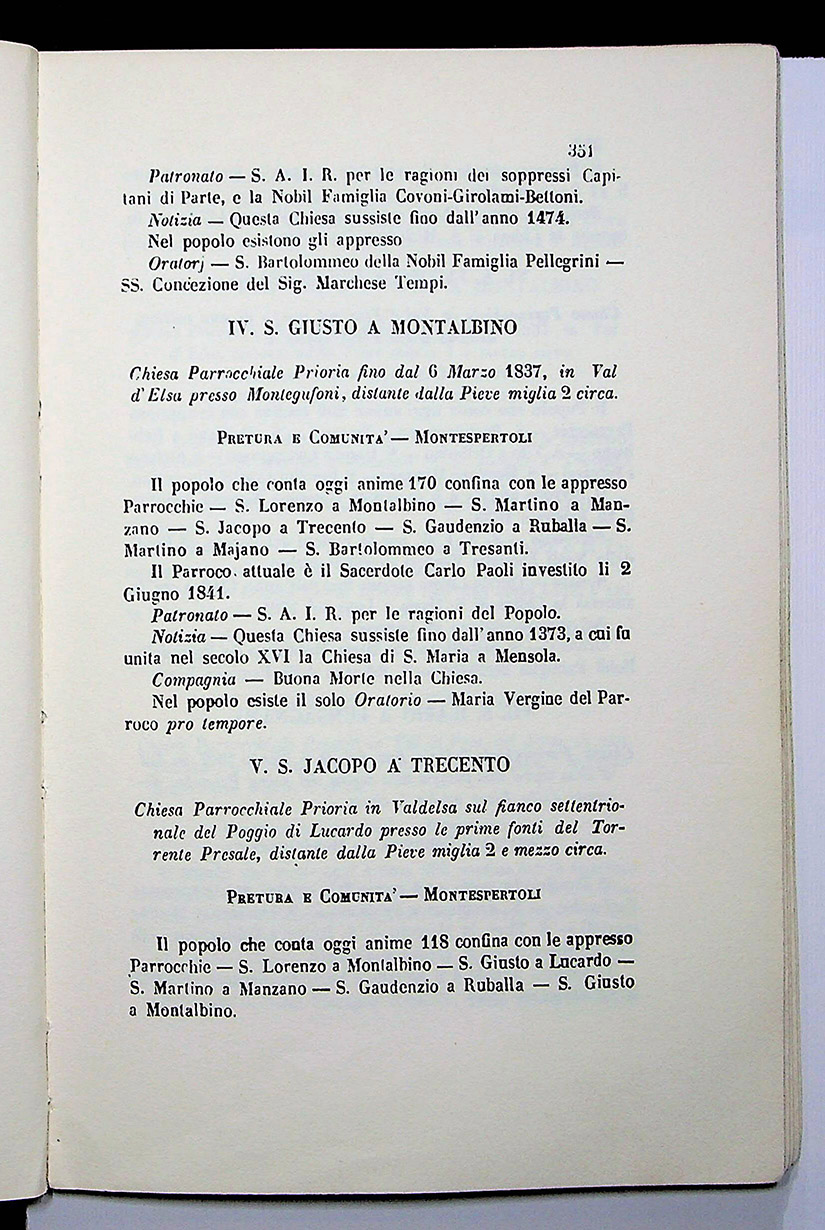 351
Patronato — S. A. I. R. per le ragioni dei soppressi Capi-
tani di Parte, e la Nobil Famiglia Covoni-Girolami-Bettoni.
Notizia — Questa Chiesa sussiste fino dall'anno 1474.
Nel popolo esistono gli appresso
Oratorj — S. Bartolommeo della Nobil Famiglia Pellegrini —
SS. Concezione del Sig. Marchese Tempi.
IV. S. GIUSTO A MONTALBINO
Chiesa Parrocchiale Prioria fino dal 6 Marzo 1837, in Val
d'Elsa presso Montegufoni, distante dalla Pieve miglia 2 circa.
PRETURA E COMUNITA' — MONTESPERTOLI
Il popolo che conta oggi anime 170 confina con le appresso
Parrocchie — S. Lorenzo a Montalbino — S. Martino a Man-
zano — S. Jacopo a Trecento — S. Gaudenzio a Ruballa — S.
Martino a Majano — S. Bartolommeo a Tresanti.
Il Parroco attuale è il Sacerdote Carlo Paoli investito li 2
Giugno 1841.
Patronato — S. A. I. R. per le ragioni del Popolo.
Notizia — Questa Chiesa sussiste fino dall'anno 1373, a cui fu
unita nel secolo XVI la Chiesa di S. Maria a Mensola.
Compagnia — Buona Morte nella Chiesa.
Nel popolo esiste il solo Oratorio — Maria Vergine del Par-
roco pro tempore.
V. S. JACOPO A' TRECENTO
Chiesa Parrocchiale Prioria in Valdelsa sul fianco settentrio-
nale del Poggio di Lucardo presso le prime fonti del Tor-
rente Presale, distante dalla Pieve miglia 2 e mezzo circa.
PRETURA E COMUNITA' — MONTESPERTOLI
Il popolo che conta oggi anime 118 confina con le appresso
Parrocchie — S. Lorenzo a Montalbino — S. Giusto a Lucardo —
S. Martino a Manzano — S. Gaudenzio a Ruballa — S. Giusto
a Montalbino.